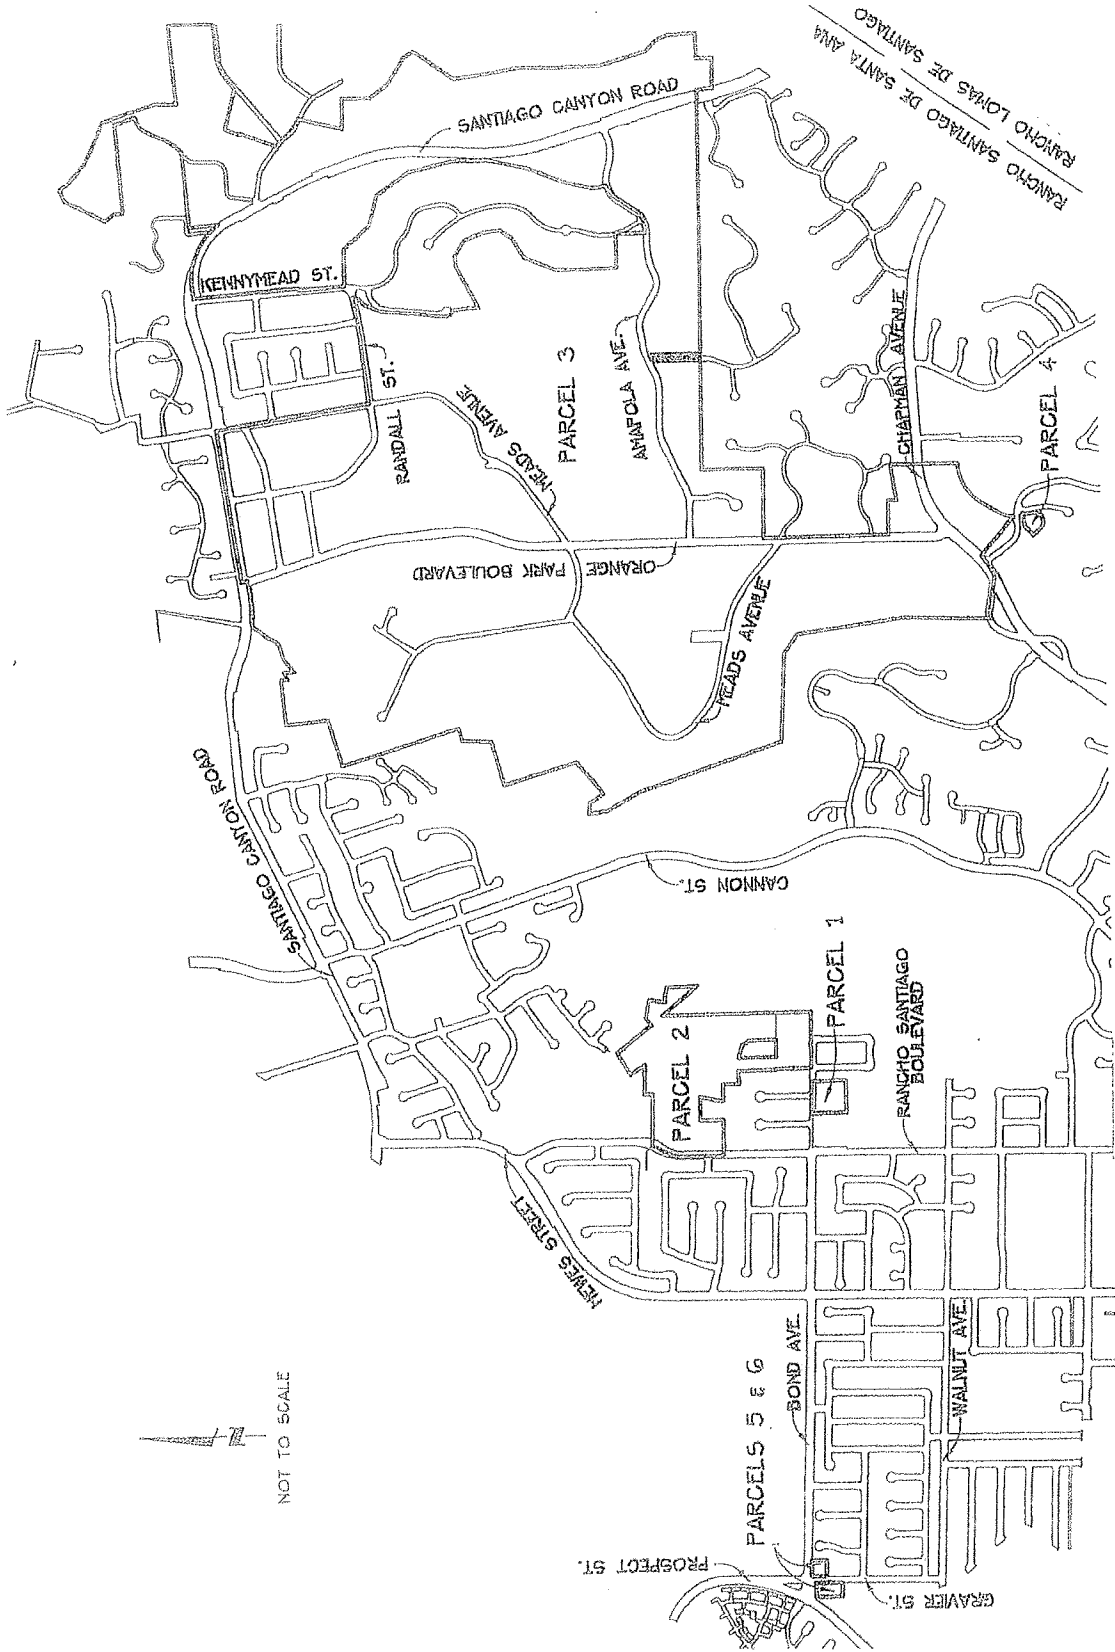 RANCHO LOMAS DE SANTIAGO
RANCHO SANTIAGO DE SANTA ANA
SANTIAGO CANYON ROAD
KENNYMEAD ST.
RANDALL ST.
MEADS AVENUE
PARCEL 3
AMAPOLA AVE.
CHAPMAN AVENUE
PARCEL 4
ORANGE PARK BOULEVARD
MEADS AVENUE
SANTIAGO CANYON ROAD
CANNON ST.
PARCEL 1
PARCEL 2
RANCHO SANTIAGO
BOULEVARD
HEWES STREET
BOND AVE.
WALNUT AVE.
PARCELS 5 & 6
PROSPECT ST.
GRAVIER ST.
N
NOT TO SCALE